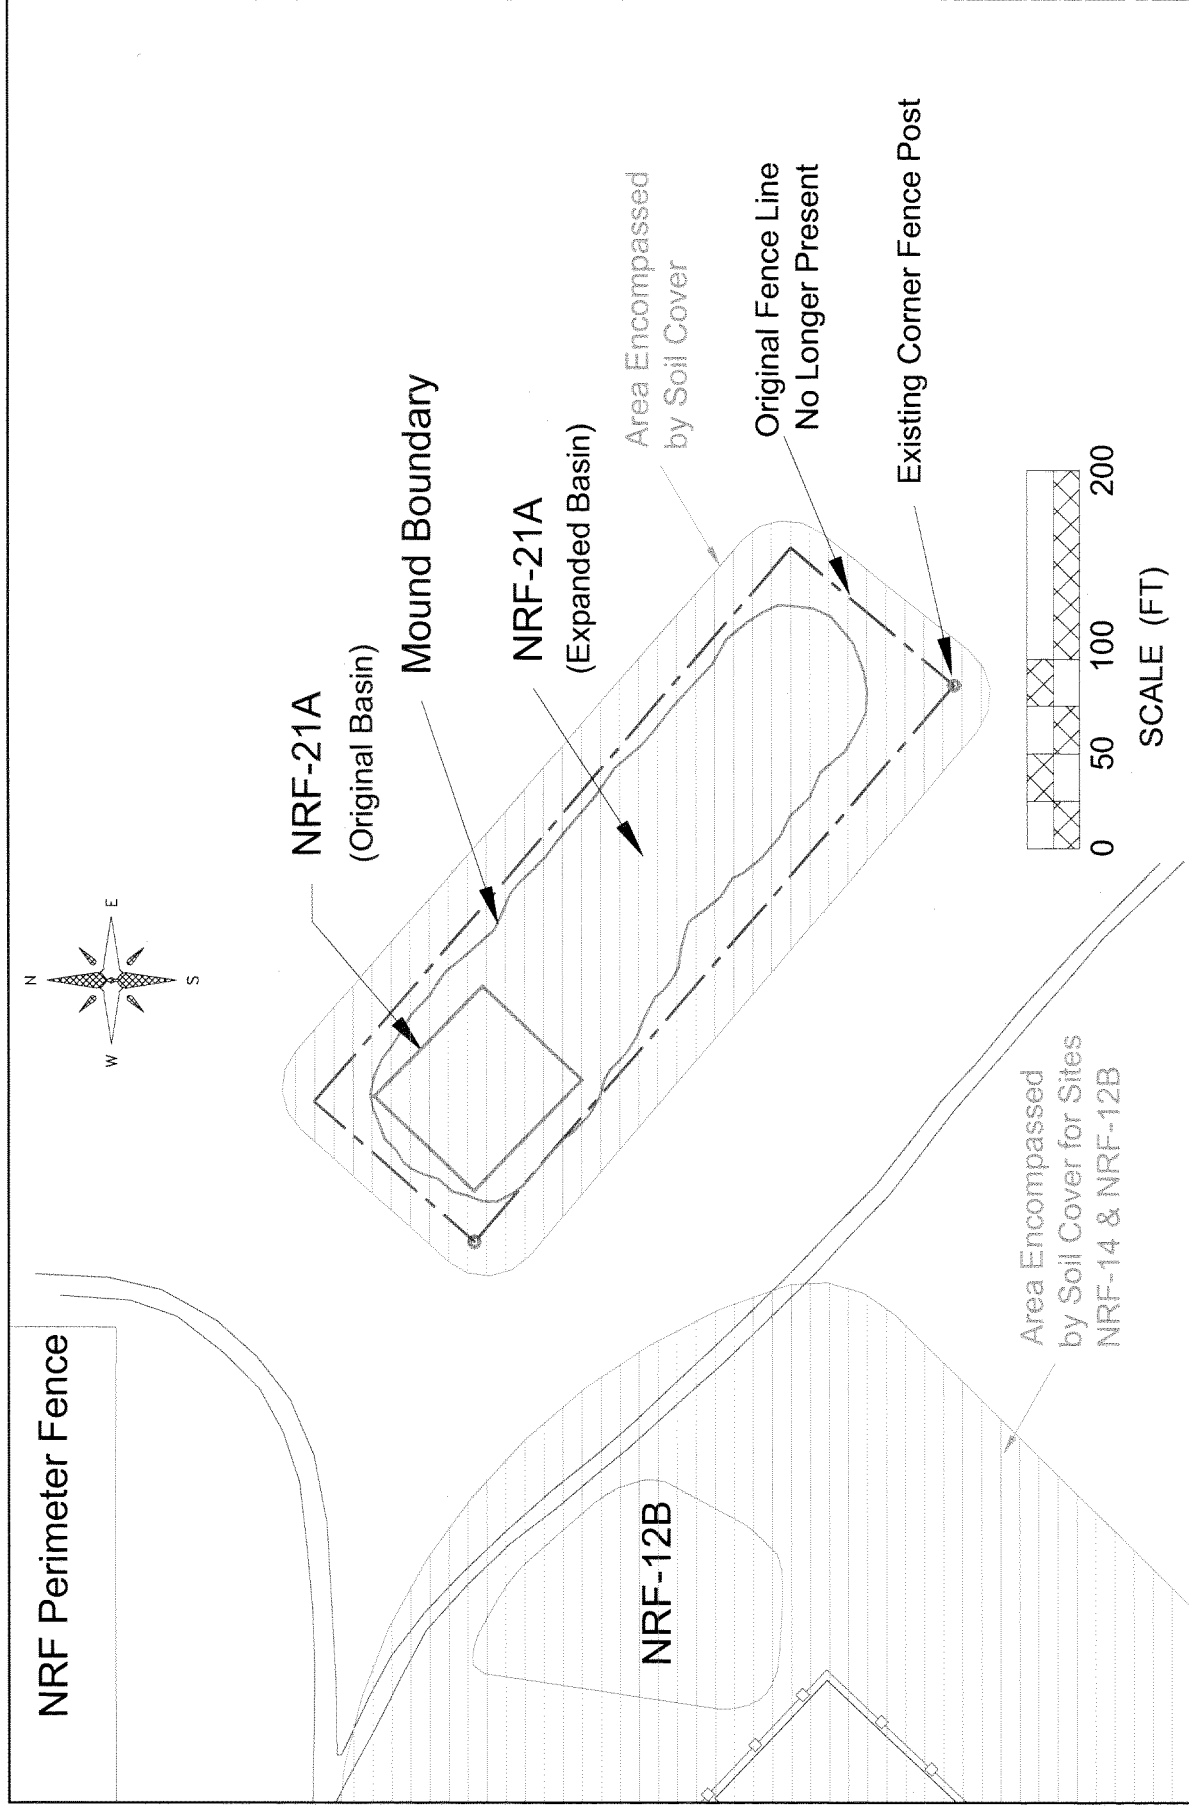 NRF Perimeter Fence
N
W
E
S
NRF-21A
(Original Basin)
Mound Boundary
NRF-21A
(Expanded Basin)
Area Encompassed
by Soil Cover
Original Fence Line
No Longer Present
Existing Corner Fence Post
NRF-12B
Area Encompassed
by Soil Cover for Sites
NRF-14 & NRF-12B
0 50 100 200
SCALE (FT)